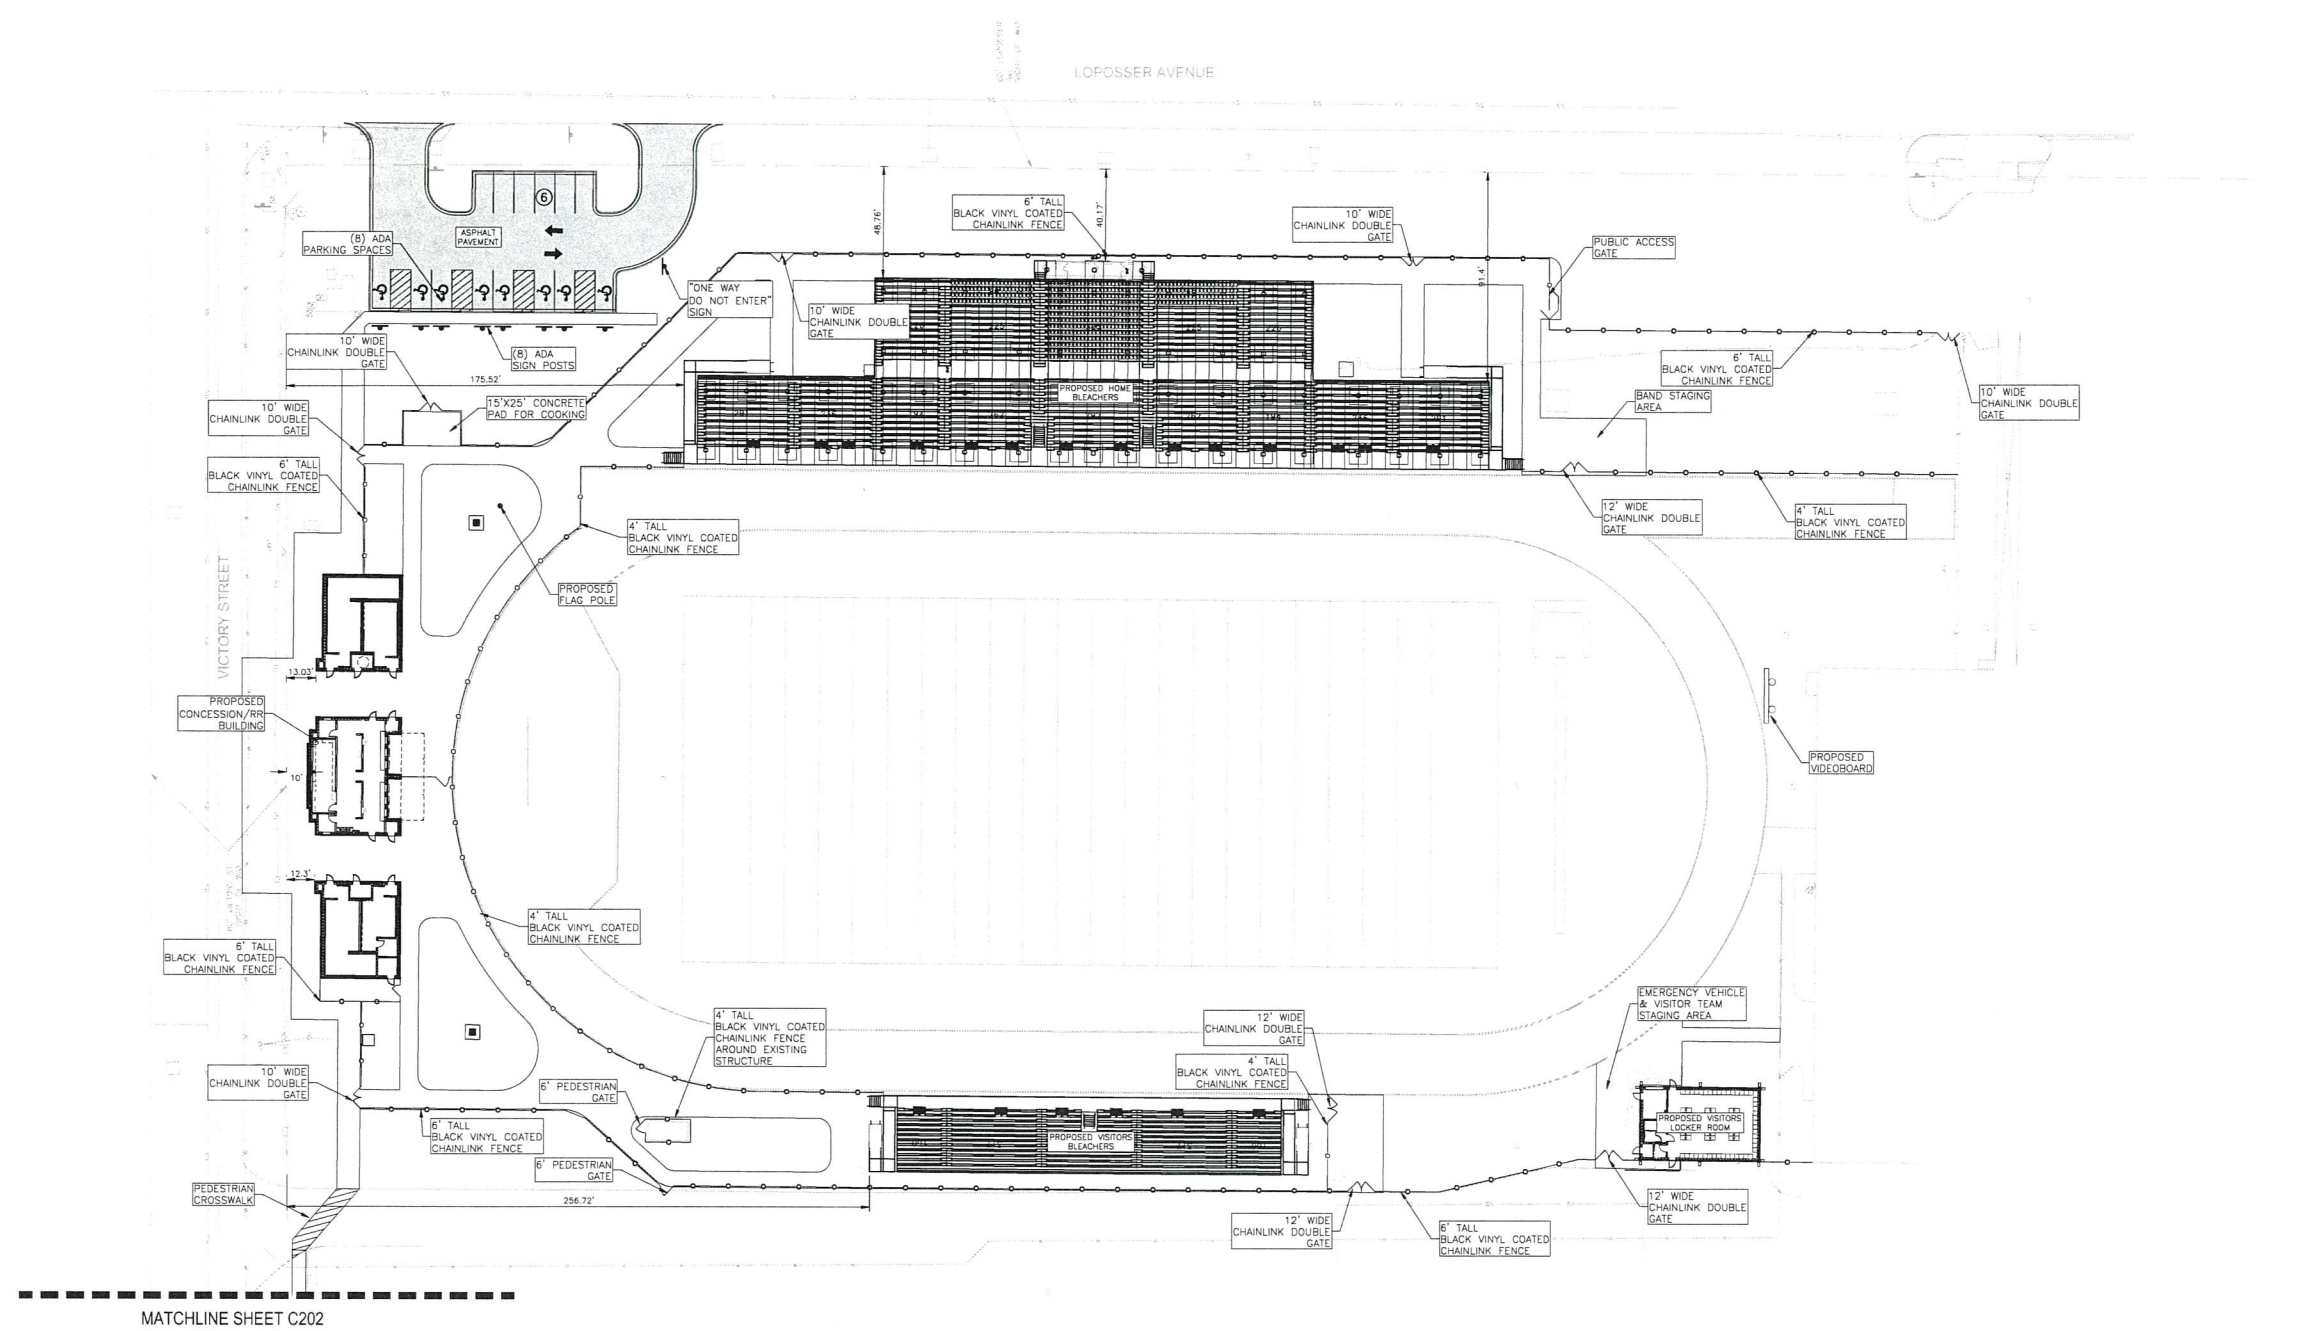 LOPOSSER AVENUE
6
ASPHALT
PAVEMENT
(8) ADA
PARKING SPACES
"ONE WAY
DO NOT ENTER"
SIGN
(8) ADA
SIGN POSTS
10' WIDE
CHAINLINK DOUBLE
GATE
175.52'
15'X25' CONCRETE
PAD FOR COOKING
10' WIDE
CHAINLINK DOUBLE
GATE
6' TALL
BLACK VINYL COATED
CHAINLINK FENCE
48.76'
6' TALL
BLACK VINYL COATED
CHAINLINK FENCE
40.17'
10' WIDE
CHAINLINK DOUBLE
GATE
10' WIDE
CHAINLINK DOUBLE
GATE
91.4'
PUBLIC ACCESS
GATE
6' TALL
BLACK VINYL COATED
CHAINLINK FENCE
10' WIDE
CHAINLINK DOUBLE
GATE
BAND STAGING
AREA
225
225
226
PROPOSED HOME
BLEACHERS
12' WIDE
CHAINLINK DOUBLE
GATE
4' TALL
BLACK VINYL COATED
CHAINLINK FENCE
4' TALL
BLACK VINYL COATED
CHAINLINK FENCE
PROPOSED
FLAG POLE
VICTORY STREET
13.03'
PROPOSED
CONCESSION/RR
BUILDING
10'
12.3'
PROPOSED
VIDEOBOARD
4' TALL
BLACK VINYL COATED
CHAINLINK FENCE
6' TALL
BLACK VINYL COATED
CHAINLINK FENCE
EMERGENCY VEHICLE
& VISITOR TEAM
STAGING AREA
4' TALL
BLACK VINYL COATED
CHAINLINK FENCE
AROUND EXISTING
STRUCTURE
12' WIDE
CHAINLINK DOUBLE
GATE
4' TALL
BLACK VINYL COATED
CHAINLINK FENCE
10' WIDE
CHAINLINK DOUBLE
GATE
6' PEDESTRIAN
GATE
6' TALL
BLACK VINYL COATED
CHAINLINK FENCE
6' PEDESTRIAN
GATE
PROPOSED VISITORS
BLEACHERS
PROPOSED VISITORS
LOCKER ROOM
PEDESTRIAN
CROSSWALK
256.72'
12' WIDE
CHAINLINK DOUBLE
GATE
12' WIDE
CHAINLINK DOUBLE
GATE
6' TALL
BLACK VINYL COATED
CHAINLINK FENCE
MATCHLINE SHEET C202